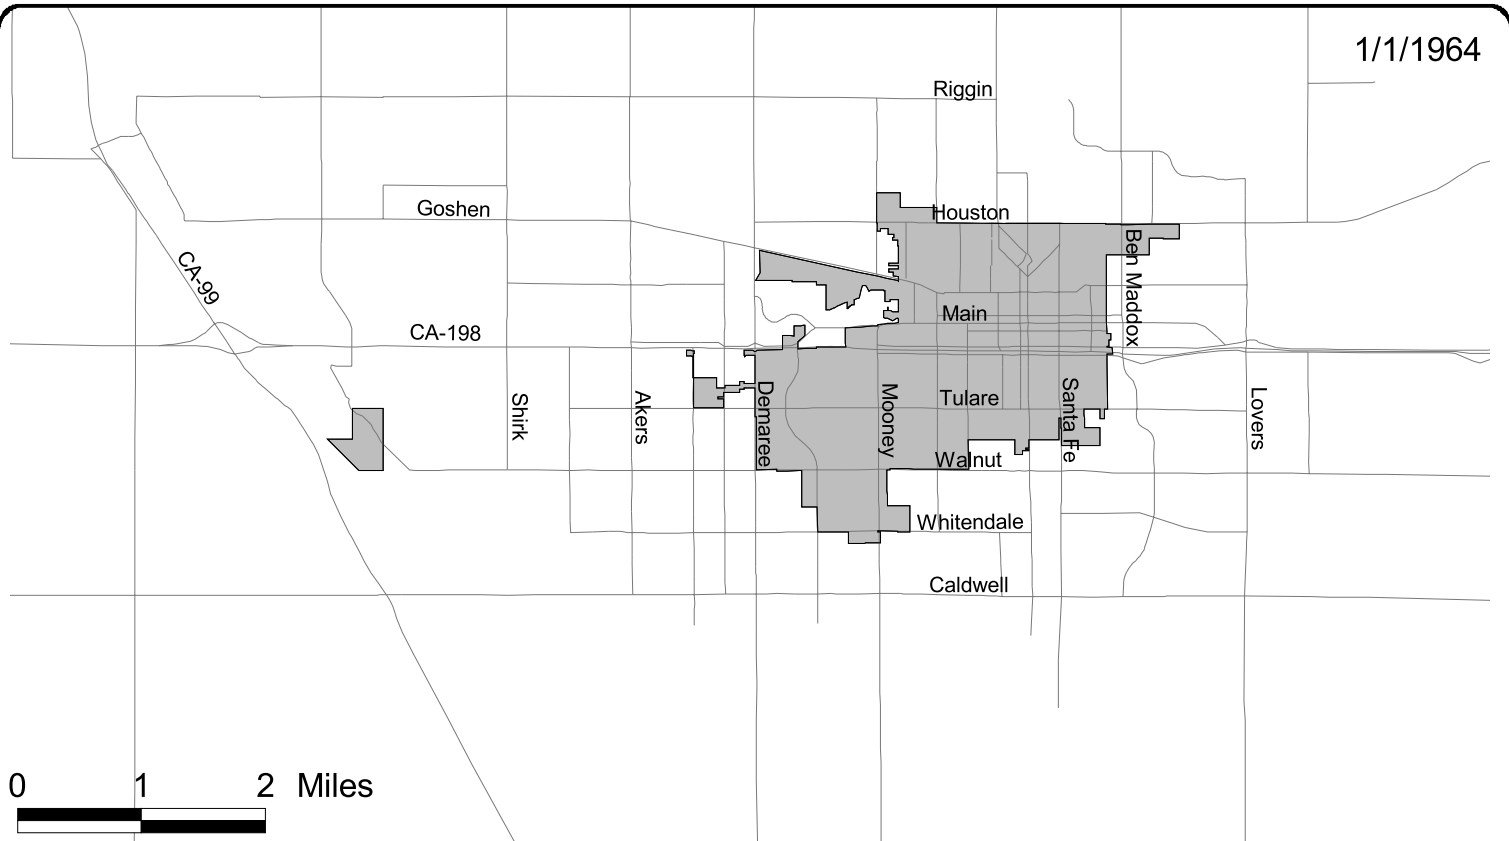 1/1/1964
Riggin
Goshen
Houston
Ben Maddox
CA-99
Main
CA-198
Shirk
Akers
Demaree
Mooney
Tulare
Santa Fe
Lovers
Walnut
Whitendale
Caldwell
0 1 2 Miles